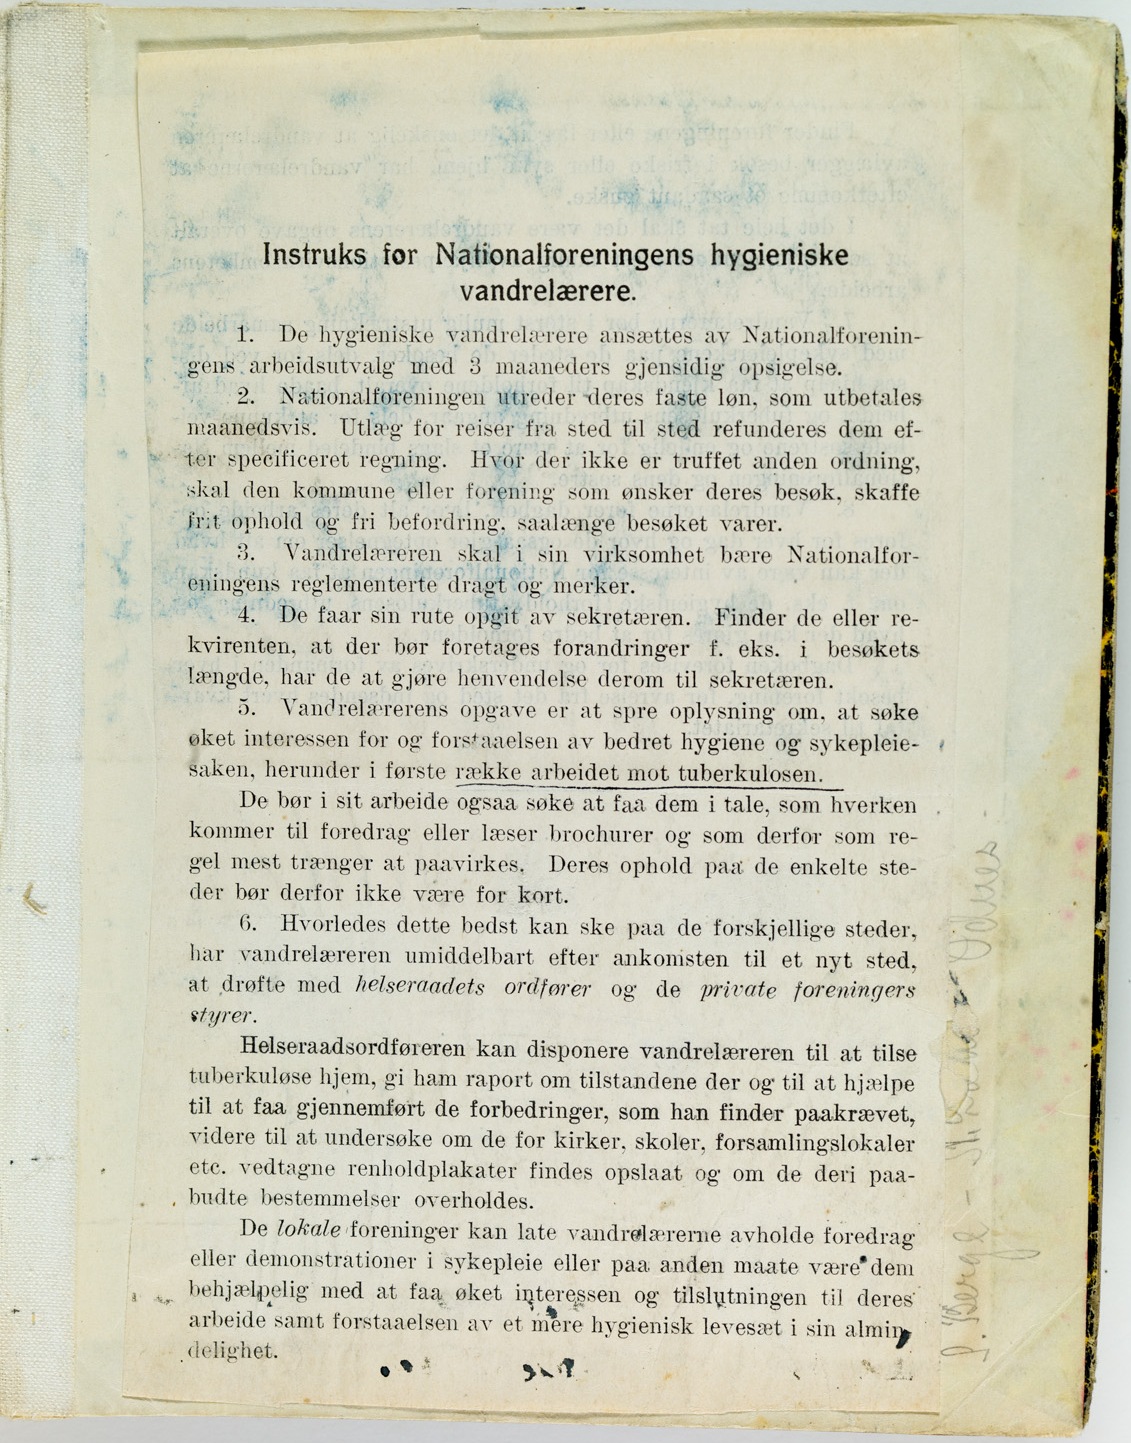 Instruks for Nationalforeningens hygieniske
vandrelærere.
1. De hygieniske vandrelærere ansættes av Nationalforenin-
gens arbeidsutvalg med 3 maaneders gjensidig opsigelse.
2. Nationalforeningen utreder deres faste løn, som utbetales
maanedsvis. Utlæg for reiser fra sted til sted refunderes dem ef-
ter specificeret regning. Hvor der ikke er truffet anden ordning,
skal den kommune eller forening som ønsker deres besøk, skaffe
frit ophold og fri befordring, saalænge besøket varer.
3. Vandrelæreren skal i sin virksomhet bære Nationalfor-
eningens reglementerte dragt og merker.
4. De faar sin rute opgit av sekretæren. Finder de eller re-
kvirenten, at der bør foretages forandringer f. eks. i besøkets
længde, har de at gjøre henvendelse derom til sekretæren.
5. Vandrelærerens opgave er at spre oplysning om, at søke
øket interessen for og forstaaelsen av bedret hygiene og sykepleie-
saken, herunder i første række arbeidet mot tuberkulosen.
De bør i sit arbeide ogsaa søke at faa dem i tale, som hverken
kommer til foredrag eller læser brochurer og som derfor som re-
gel mest trænger at paavirkes. Deres ophold paa de enkelte ste-
der bør derfor ikke være for kort.
6. Hvorledes dette bedst kan ske paa de forskjellige steder,
har vandrelæreren umiddelbart efter ankomsten til et nyt sted,
at drøfte med helseraadets ordfører og de private foreningers
styrer.
Helseraadsordføreren kan disponere vandrelæreren til at tilse
tuberkuløse hjem, gi ham raport om tilstandene der og til at hjælpe
til at faa gjennemført de forbedringer, som han finder paakrævet,
videre til at undersøke om de for kirker, skoler, forsamlingslokaler
etc. vedtagne renholdplakater findes opslaat og om de deri paa-
budte bestemmelser overholdes.
De lokale foreninger kan late vandrelærerne avholde foredrag
eller demonstrationer i sykepleie eller paa anden maate være dem
behjælpelig med at faa øket interessen og tilslutningen til deres
arbeide samt forstaaelsen av et mere hygienisk levesæt i sin almin-
delighet.
Berge -